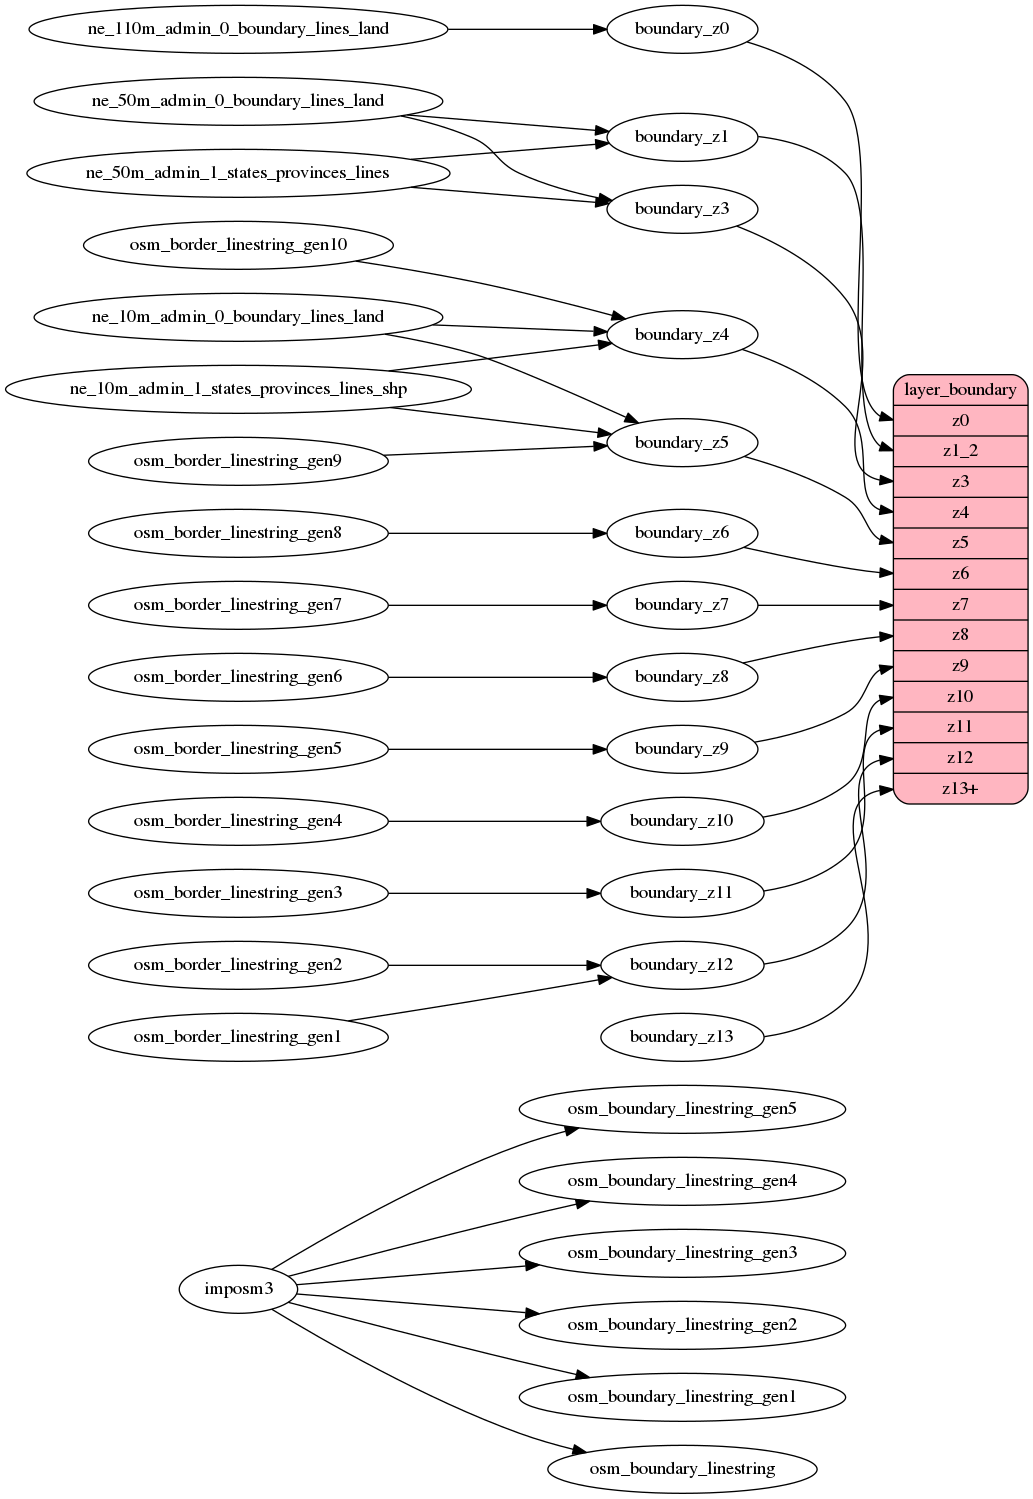 ne_110m_admin_0_boundary_lines_land
boundary_z0
ne_50m_admin_0_boundary_lines_land
boundary_z1
ne_50m_admin_1_states_provinces_lines
boundary_z3
osm_border_linestring_gen10
ne_10m_admin_0_boundary_lines_land
boundary_z4
ne_10m_admin_1_states_provinces_lines_shp
boundary_z5
osm_border_linestring_gen9
osm_border_linestring_gen8
boundary_z6
osm_border_linestring_gen7
boundary_z7
osm_border_linestring_gen6
boundary_z8
osm_border_linestring_gen5
boundary_z9
osm_border_linestring_gen4
boundary_z10
osm_border_linestring_gen3
boundary_z11
osm_border_linestring_gen2
boundary_z12
osm_border_linestring_gen1
boundary_z13
layer_boundary
z0
z1_2
z3
z4
z5
z6
z7
z8
z9
z10
z11
z12
z13+
imposm3
osm_boundary_linestring_gen5
osm_boundary_linestring_gen4
osm_boundary_linestring_gen3
osm_boundary_linestring_gen2
osm_boundary_linestring_gen1
osm_boundary_linestring